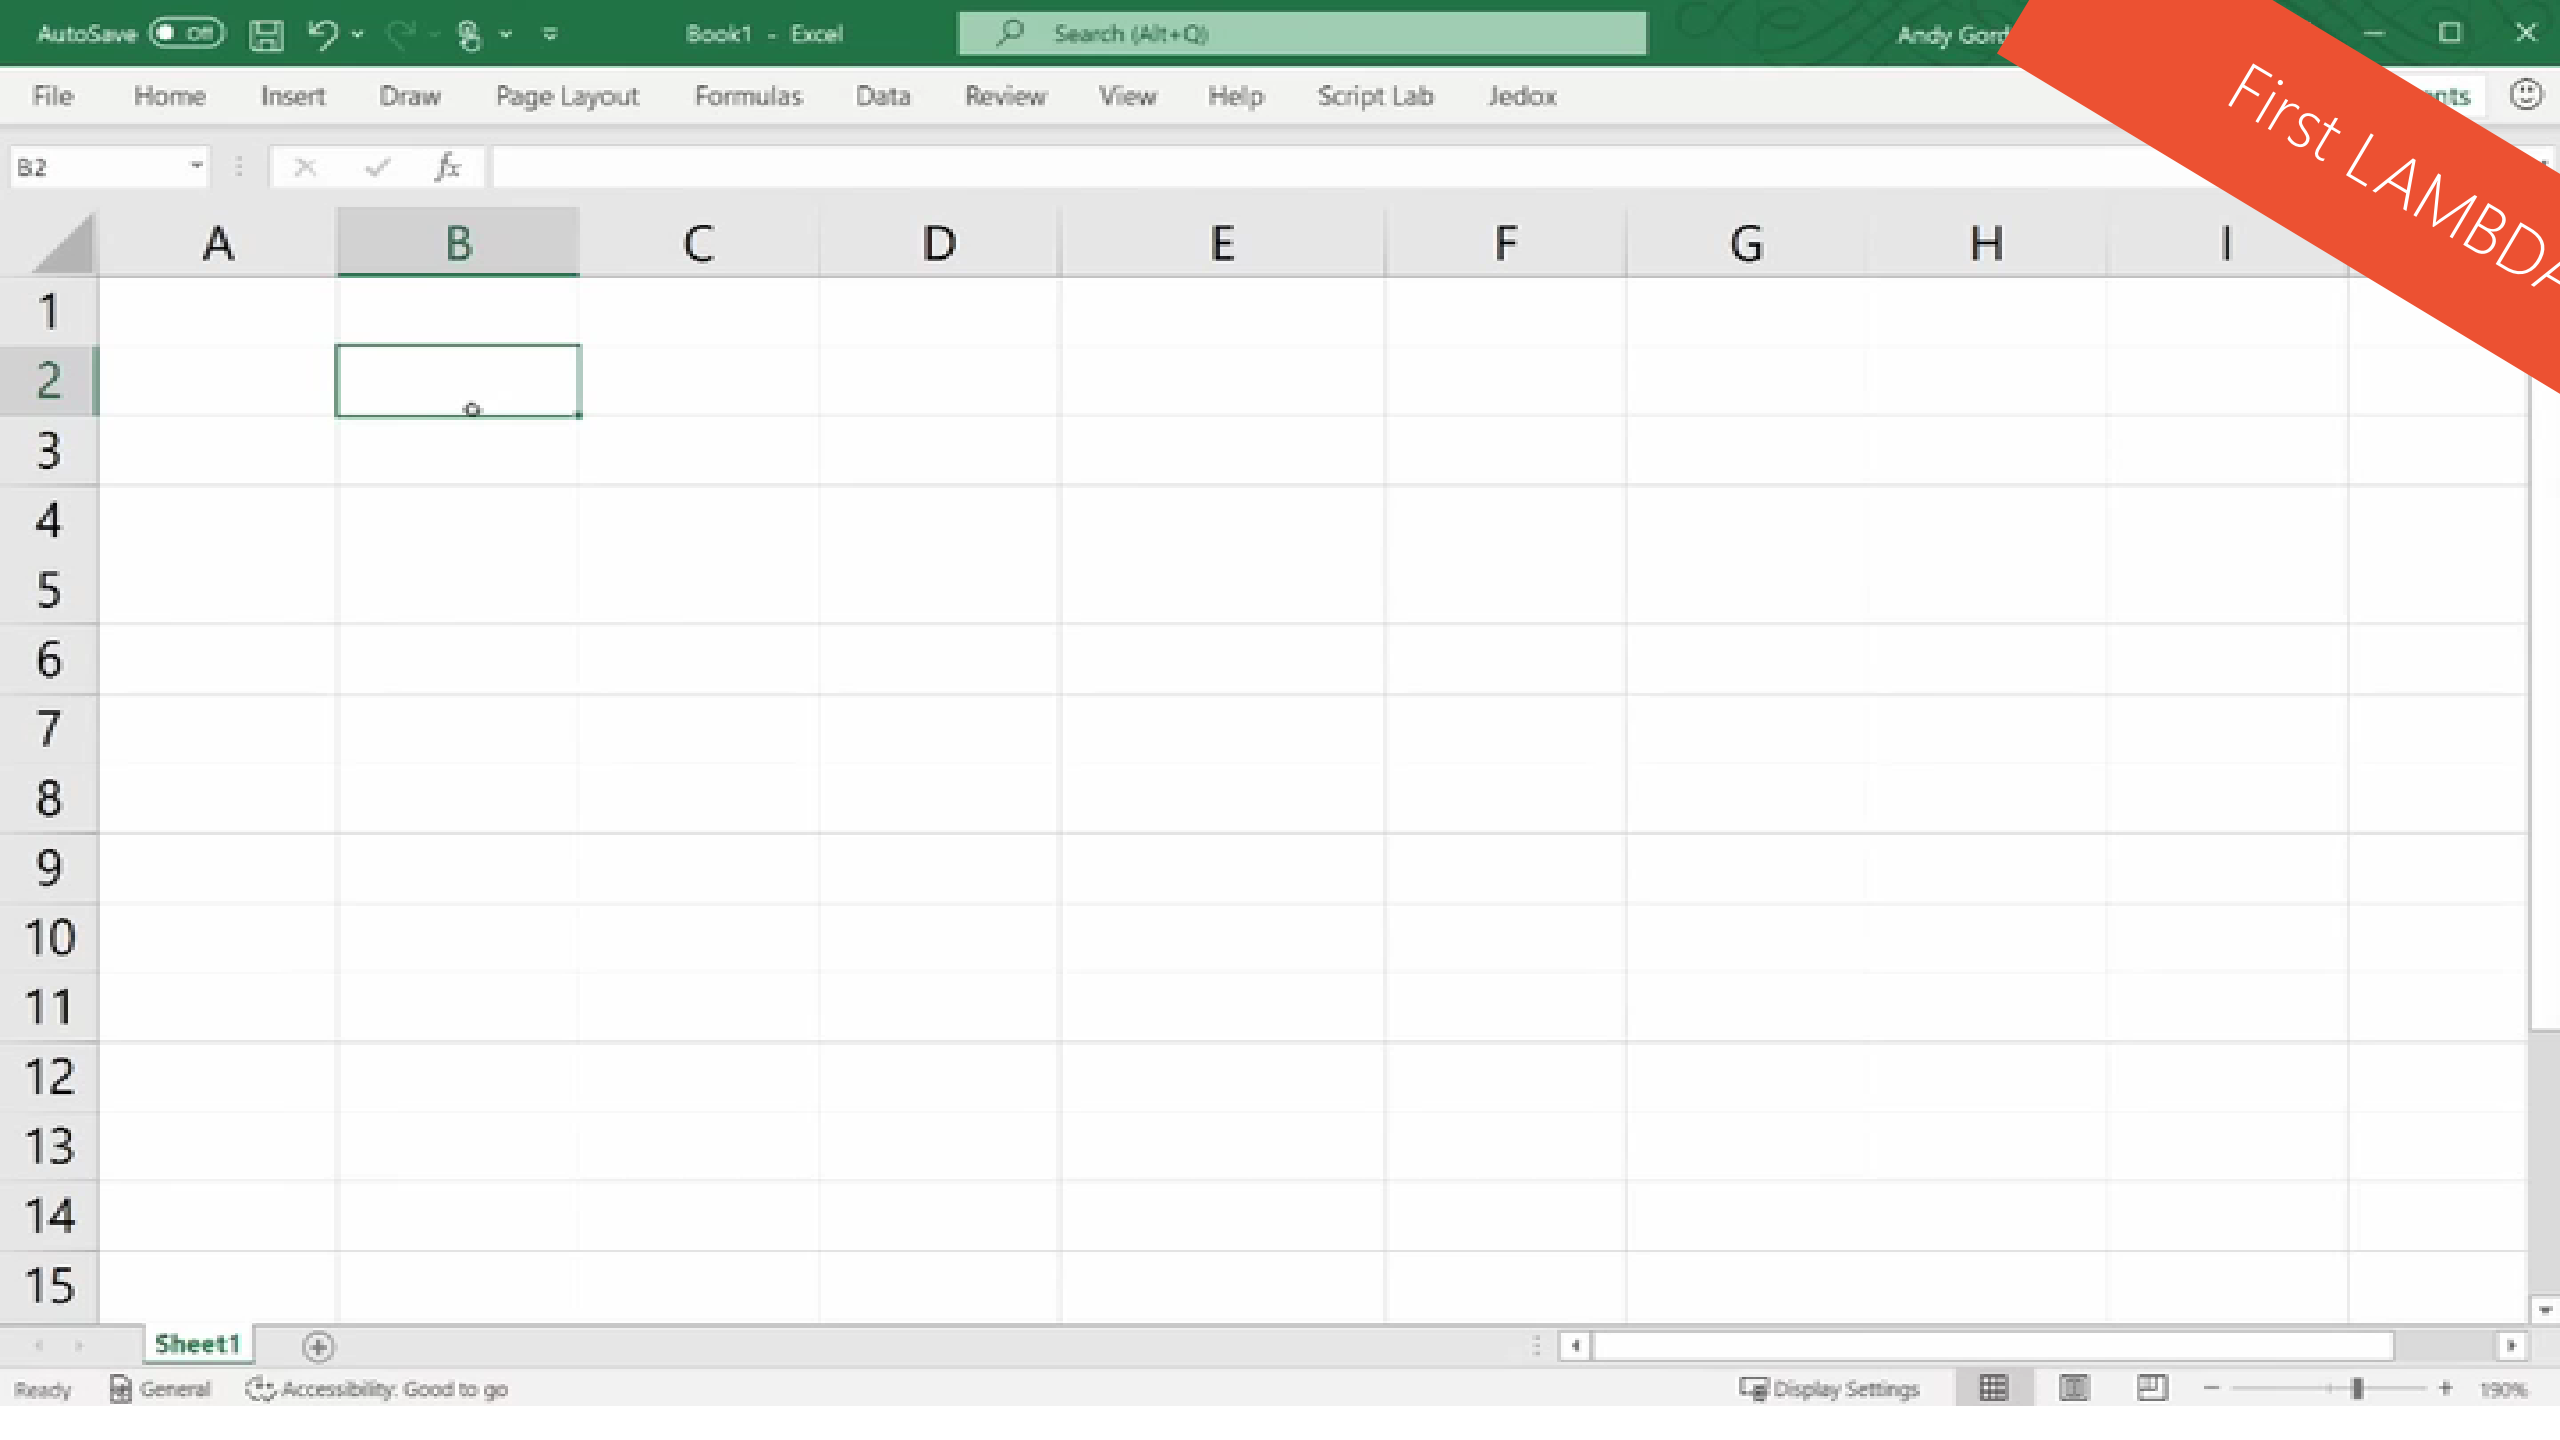 AutoSave Off Book1 - Excel Search (Alt+Q) Andy Gord
File Home Insert Draw Page Layout Formulas Data Review View Help Script Lab Jedox nts
First LAMBDA
B2 fx
A B C D E F G H I
1
2
3
4
5
6
7
8
9
10
11
12
13
14
15
Sheet1
Ready General Accessibility: Good to go Display Settings 190%